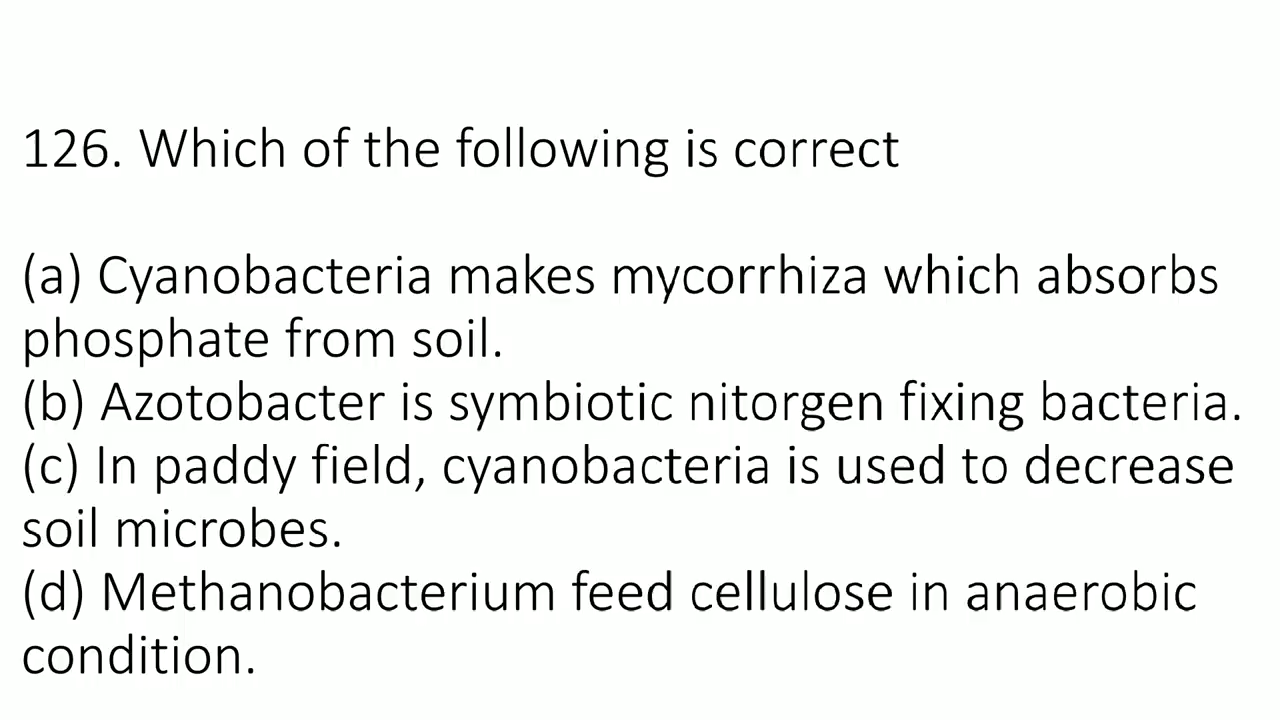 126. Which of the following is correct
(a) Cyanobacteria makes mycorrhiza which absorbs
phosphate from soil.
(b) Azotobacter is symbiotic nitorgen fixing bacteria.
(c) In paddy field, cyanobacteria is used to decrease
soil microbes.
(d) Methanobacterium feed cellulose in anaerobic
condition.